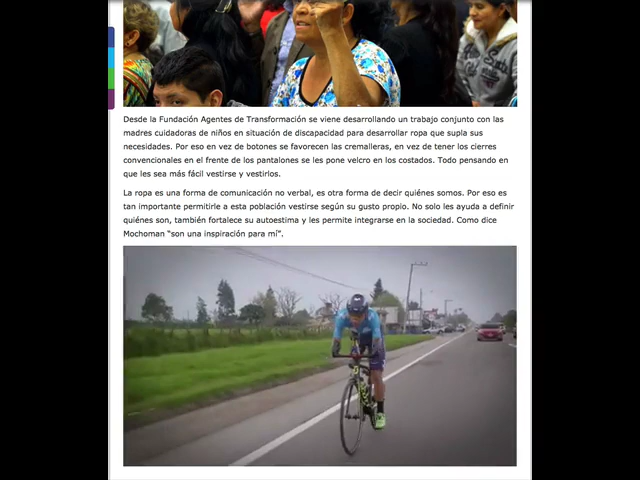 Desde la Fundación Agentes de Transformación se viene desarrollando un trabajo conjunto con las
madres cuidadoras de niños en situación de discapacidad para desarrollar ropa que supla sus
necesidades. Por eso en vez de botones se favorecen las cremalleras, en vez de tener los cierres
convencionales en el frente de los pantalones se les pone velcro en los costados. Todo pensando en
que les sea más fácil vestirse y vestirlos.
La ropa es una forma de comunicación no verbal, es otra forma de decir quiénes somos. Por eso es
tan importante permitirle a esta población vestirse según su gusto propio. No solo les ayuda a definir
quiénes son, también fortalece su autoestima y les permite integrarse en la sociedad. Como dice
Mochoman “son una inspiración para mí”.